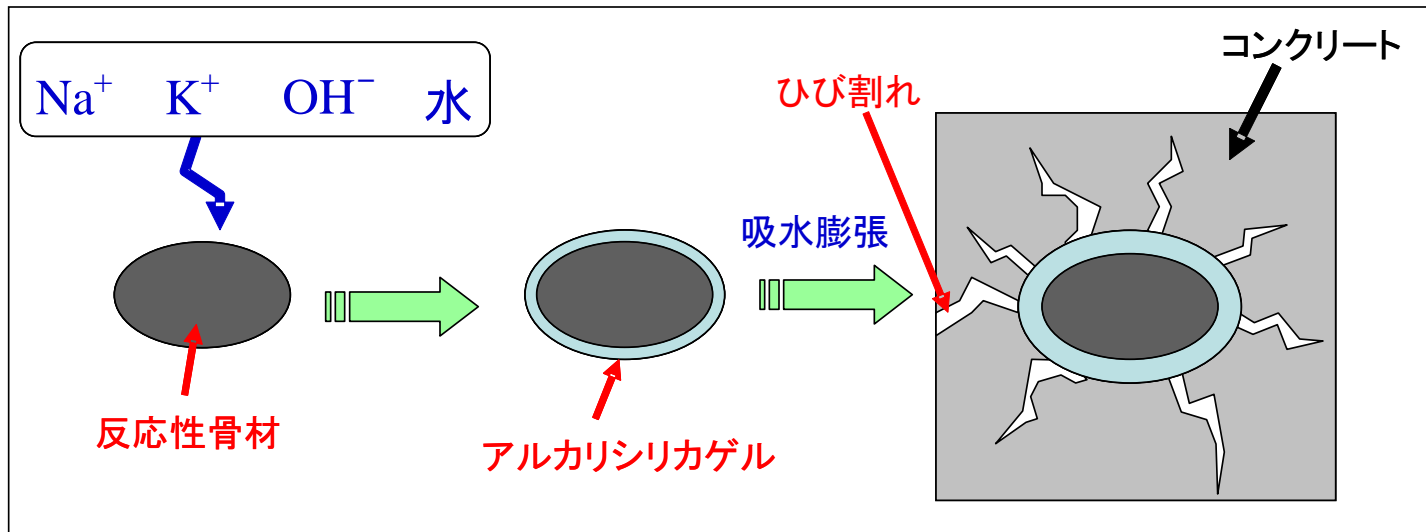 Na⁺ K⁺ OH⁻ 水
反応性骨材
アルカリシリカゲル
吸水膨張
ひび割れ
コンクリート